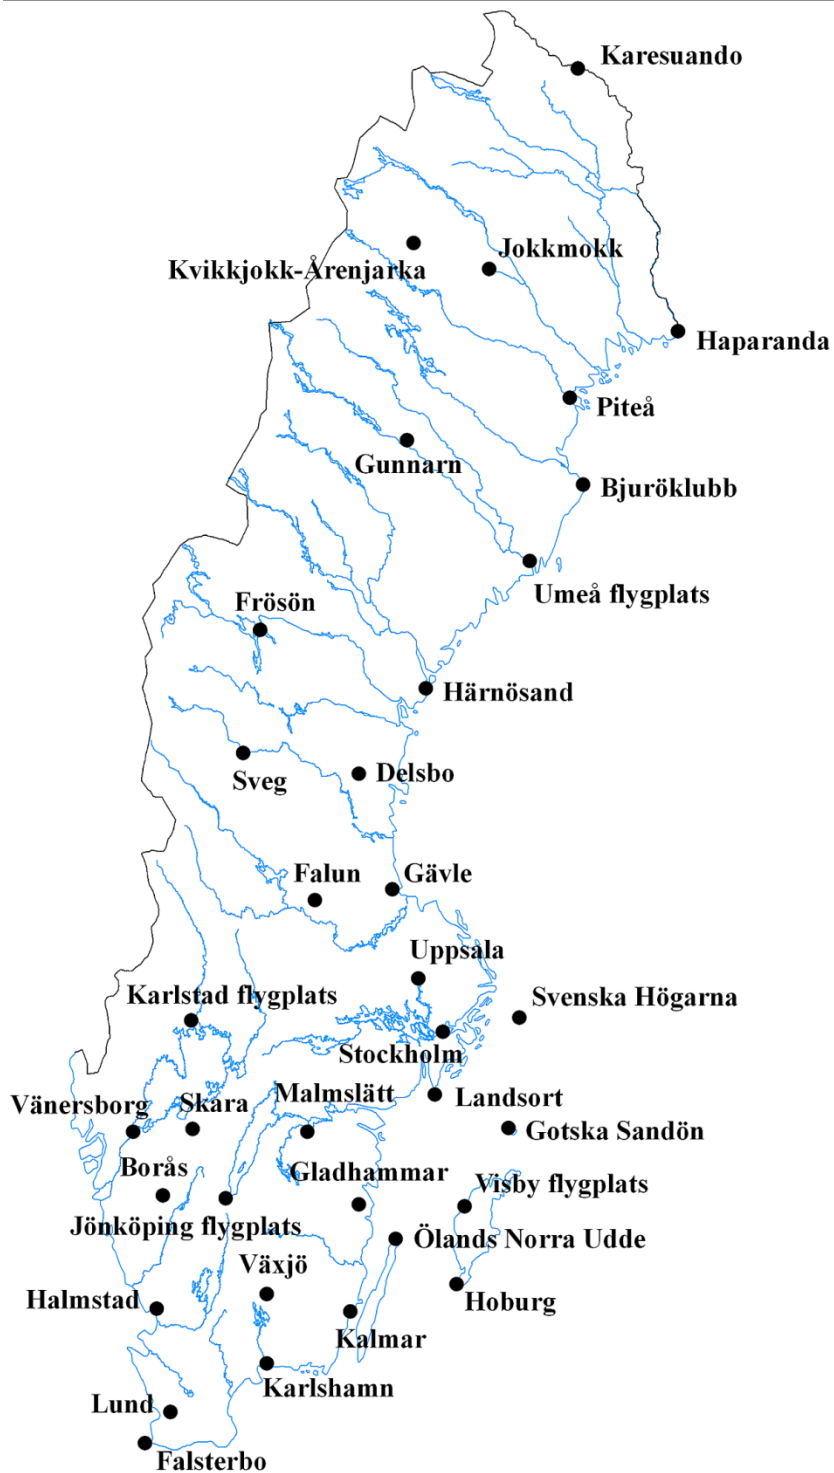 Karesuando
Jokkmokk
Kvikkjokk-Årenjarka
Haparanda
Piteå
Gunnarn
Bjuröklubb
Umeå flygplats
Frösön
Härnösand
Sveg
Delsbo
Falun
Gävle
Uppsala
Karlstad flygplats
Svenska Högarna
Stockholm
Malmslätt
Landsort
Vänersborg
Skara
Gotska Sandön
Borås
Gladhammar
Visby flygplats
Jönköping flygplats
Ölands Norra Udde
Växjö
Halmstad
Hoburg
Kalmar
Karlshamn
Lund
Falsterbo